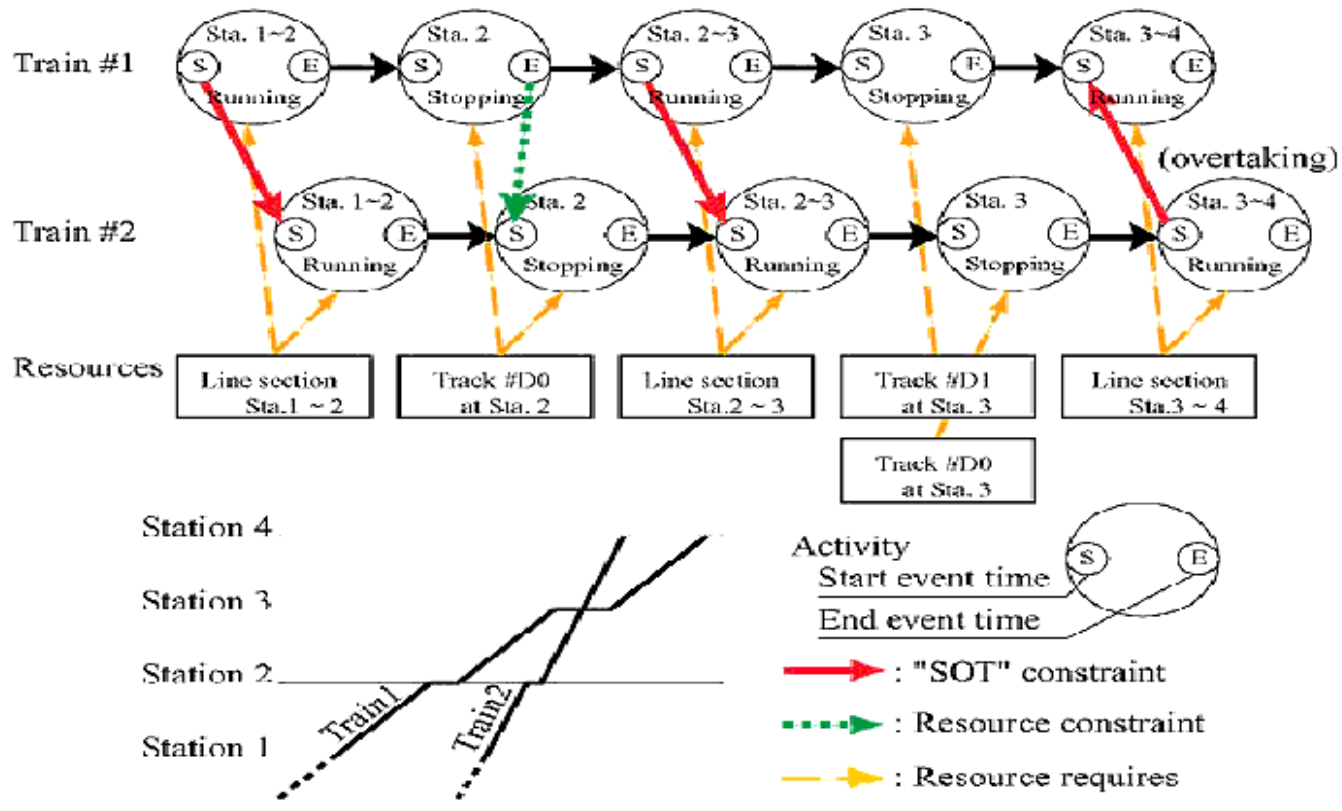 Train #1
Sta. 1~2
S
E
Running
Sta. 2
S
E
Stopping
Sta. 2~3
S
E
Running
Sta. 3
S
E
Stopping
Sta. 3~4
S
E
Running
(overtaking)
Train #2
Sta. 1~2
S
E
Running
Sta. 2
S
E
Stopping
Sta. 2~3
S
E
Running
Sta. 3
S
E
Stopping
Sta. 3~4
S
E
Running
Resources
Line section
Sta.1 ~ 2
Track #D0
at Sta. 2
Line section
Sta.2 ~ 3
Track #D1
at Sta. 3
Line section
Sta.3 ~ 4
Track #D0
at Sta. 3
Station 4
Station 3
Station 2
Station 1
Train1
Train2
Activity
Start event time
End event time
S
E
: "SOT" constraint
: Resource constraint
: Resource requires